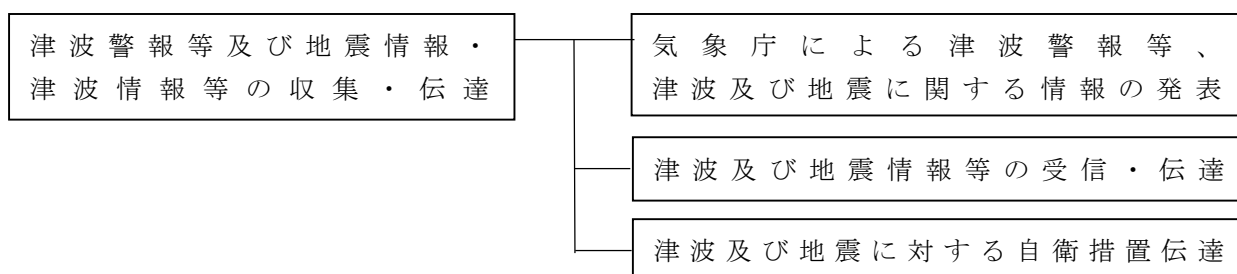 津波警報等及び地震情報・
津波情報等の収集・伝達
気象庁による津波警報等、
津波及び地震に関する情報の発表
津波及び地震情報等の受信・伝達
津波及び地震に対する自衛措置伝達